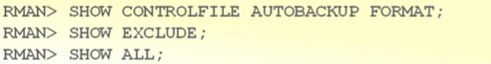 RMAN> SHOW CONTROLFILE AUTOBACKUP FORMAT;
RMAN> SHOW EXCLUDE;
RMAN> SHOW ALL;